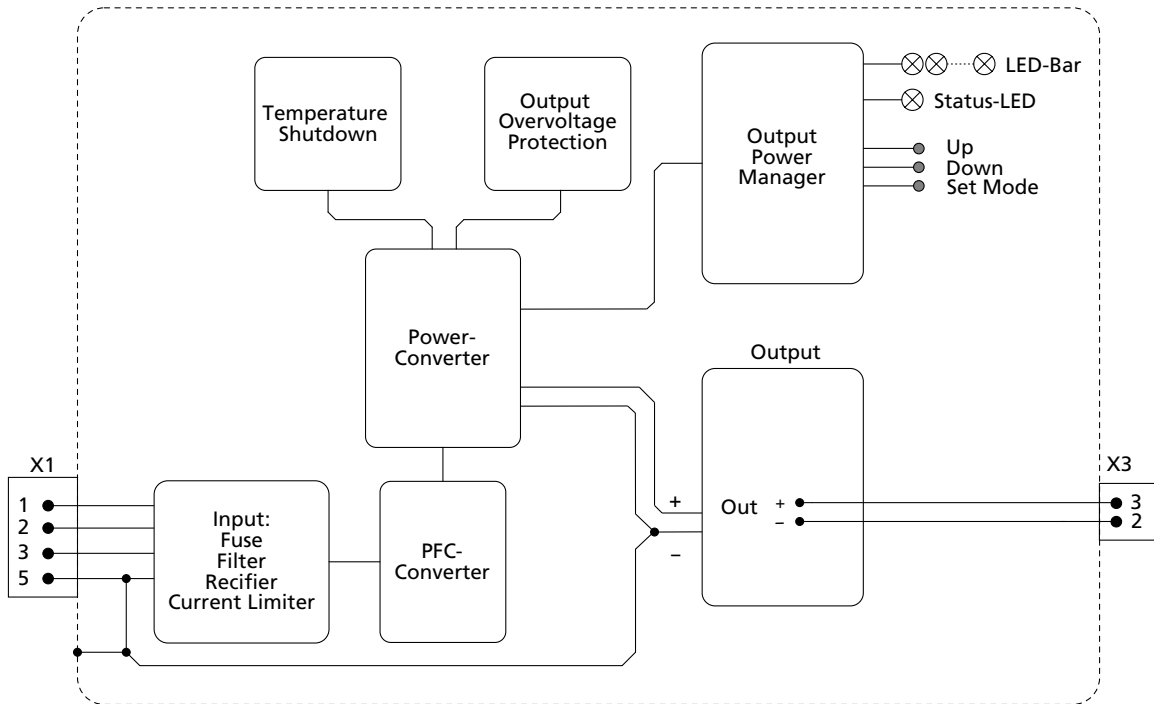 Temperature
Shutdown
Output
Overvoltage
Protection
Output
Power
Manager
LED-Bar
Status-LED
Up
Down
Set Mode
Power-
Converter
Output
X1
1
2
3
5
Input:
Fuse
Filter
Recifier
Current Limiter
PFC-
Converter
+
−
Out
+
−
X3
3
2